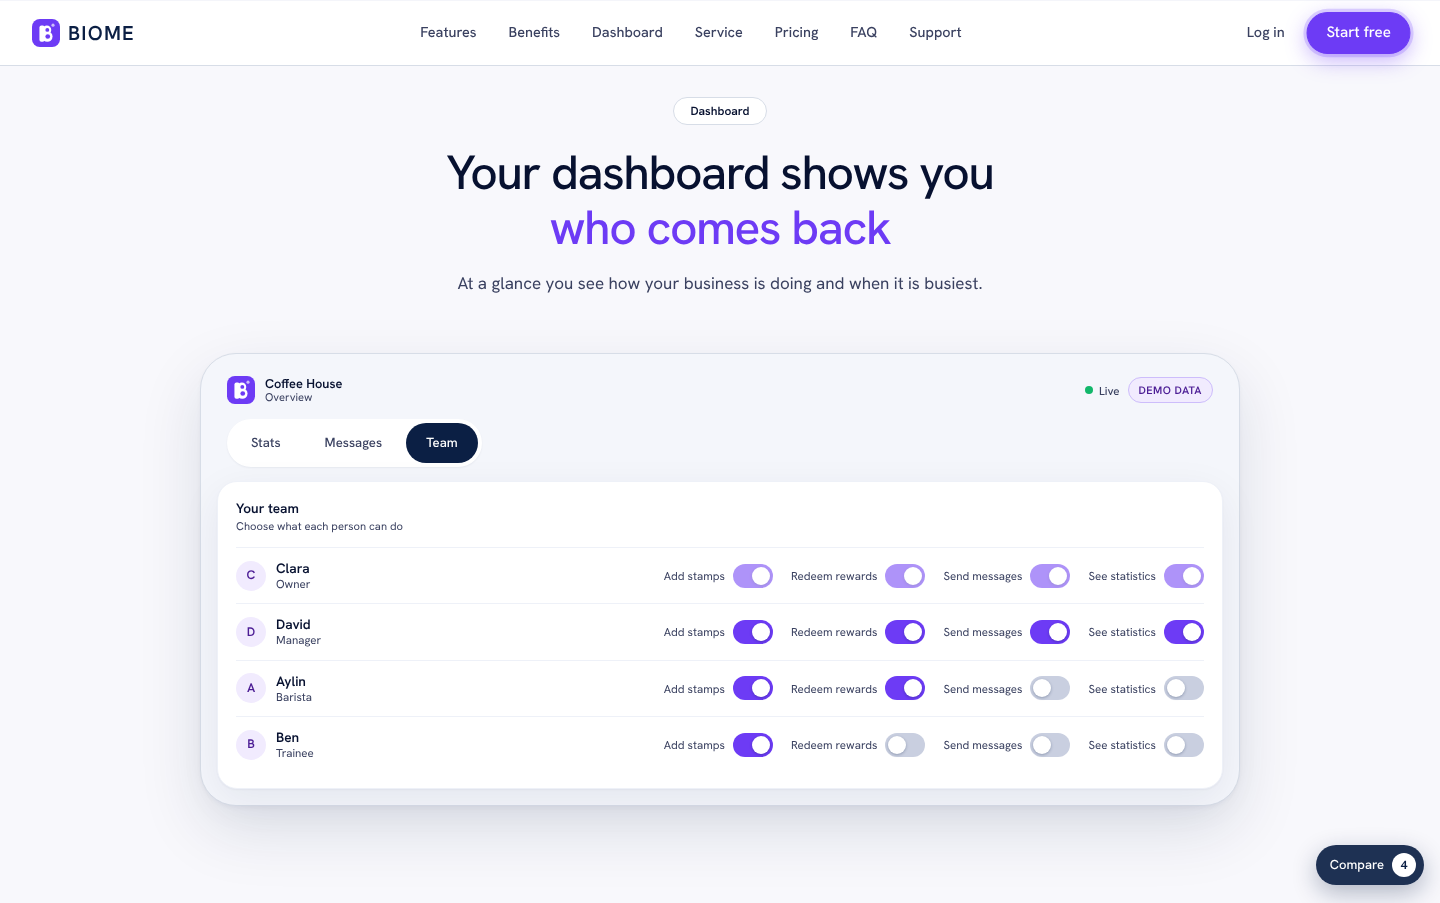 BIOME
Features Benefits Dashboard Service Pricing FAQ Support
Log in Start free
Dashboard
Your dashboard shows you
who comes back
At a glance you see how your business is doing and when it is busiest.
Coffee House
Overview
Live DEMO DATA
Stats Messages Team
Your team
Choose what each person can do
C Clara
Owner
Add stamps Redeem rewards Send messages See statistics
D David
Manager
Add stamps Redeem rewards Send messages See statistics
A Aylin
Barista
Add stamps Redeem rewards Send messages See statistics
B Ben
Trainee
Add stamps Redeem rewards Send messages See statistics
Compare 4